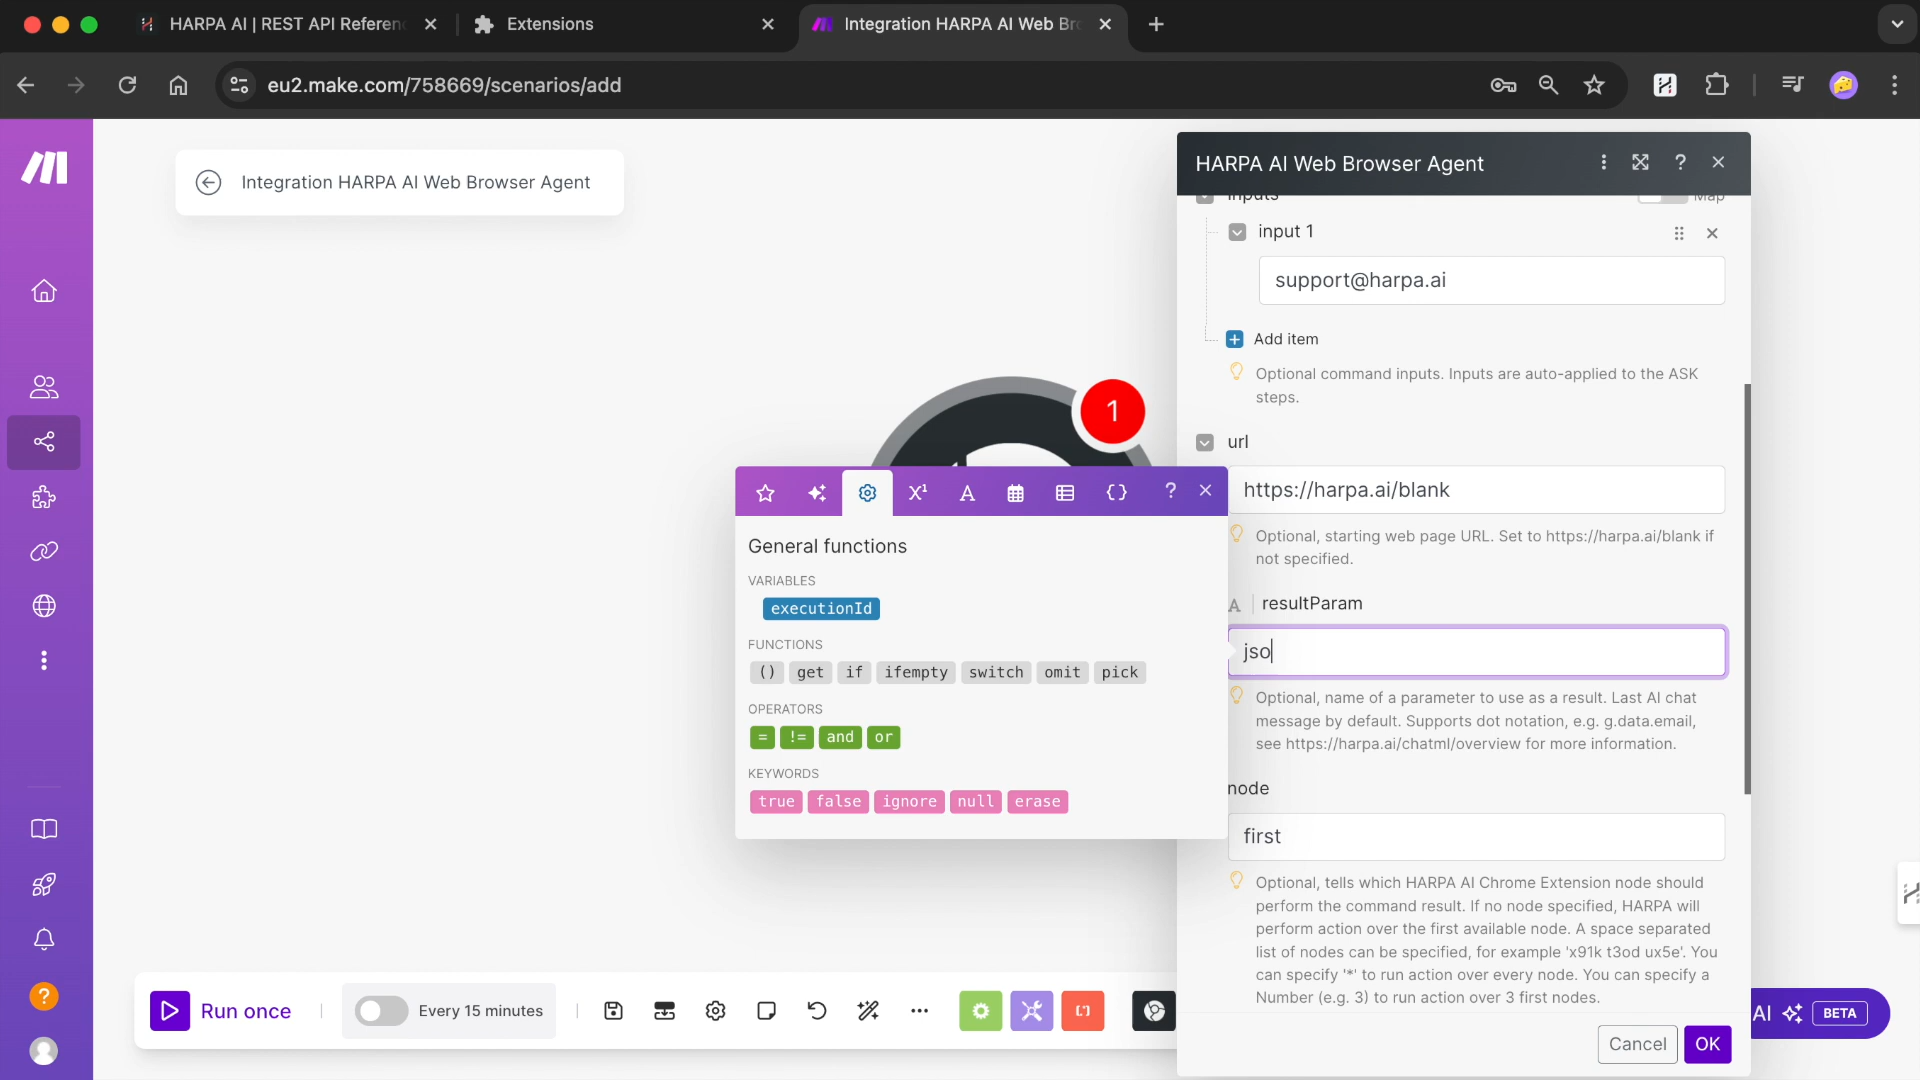 HARPA AI | REST API Referen
Extensions
Integration HARPA AI Web Br
eu2.make.com/758669/scenarios/add
Integration HARPA AI Web Browser Agent
HARPA AI Web Browser Agent
inputs
Map
input 1
support@harpa.ai
Add item
Optional command inputs. Inputs are auto-applied to the ASK
steps.
url
https://harpa.ai/blank
Optional, starting web page URL. Set to https://harpa.ai/blank if
not specified.
A resultParam
jso
Optional, name of a parameter to use as a result. Last AI chat
message by default. Supports dot notation, e.g. g.data.email,
see https://harpa.ai/chatml/overview for more information.
node
first
Optional, tells which HARPA AI Chrome Extension node should
perform the command result. If no node specified, HARPA will
perform action over the first available node. A space separated
list of nodes can be specified, for example 'x91k t3od ux5e'. You
can specify '*' to run action over every node. You can specify a
Number (e.g. 3) to run action over 3 first nodes.
Cancel OK
1
X¹ A {} ?
General functions
VARIABLES
executionId
FUNCTIONS
() get if ifempty switch omit pick
OPERATORS
= != and or
KEYWORDS
true false ignore null erase
Run once
Every 15 minutes
AI BETA